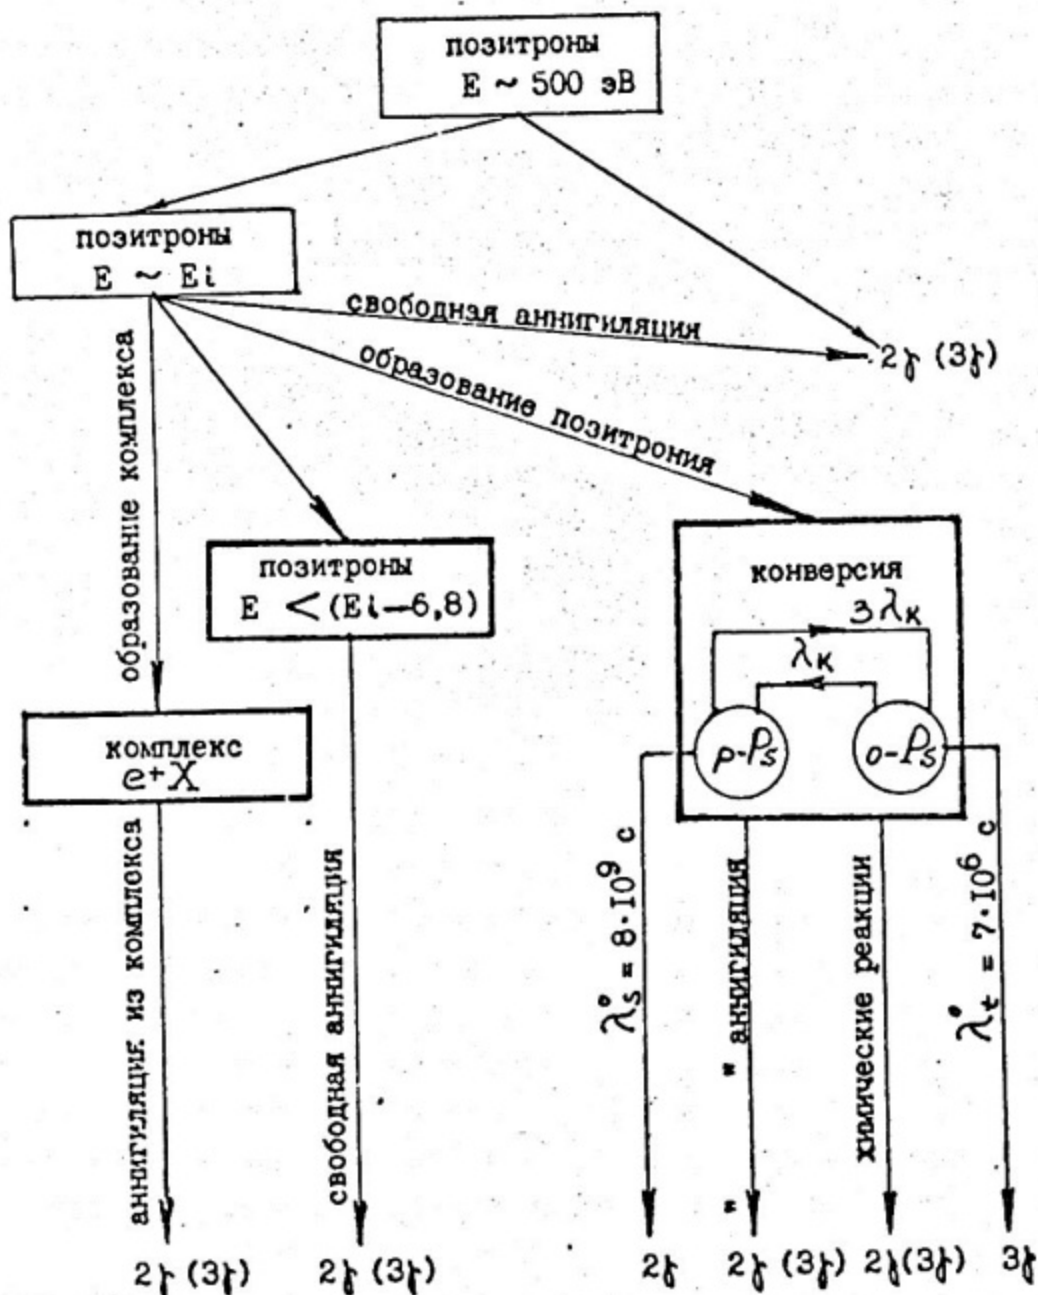 позитроны
E ~ 500 эВ
позитроны
E ~ Ei
свободная аннигиляция
2γ (3γ)
образование позитрония
образование комплекса
позитроны
E < (Ei-6,8)
конверсия
3λк
λк
p-Ps
o-Ps
комплекс
e+X
аннигиляция из комплекса
свободная аннигиляция
λ°s = 8·10⁹ с
" " аннигиляция
химические реакции
λ°t = 7·10⁶ с
2γ (3γ) 2γ (3γ) 2γ 2γ (3γ) 2γ(3γ) 3γ